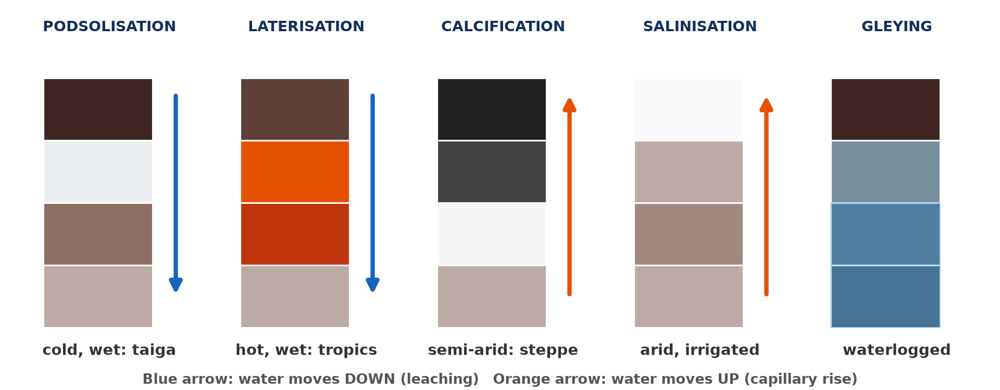 PODSOLISATION LATERISATION CALCIFICATION SALINISATION GLEYING
cold, wet: taiga hot, wet: tropics semi-arid: steppe arid, irrigated waterlogged
Blue arrow: water moves DOWN (leaching) Orange arrow: water moves UP (capillary rise)